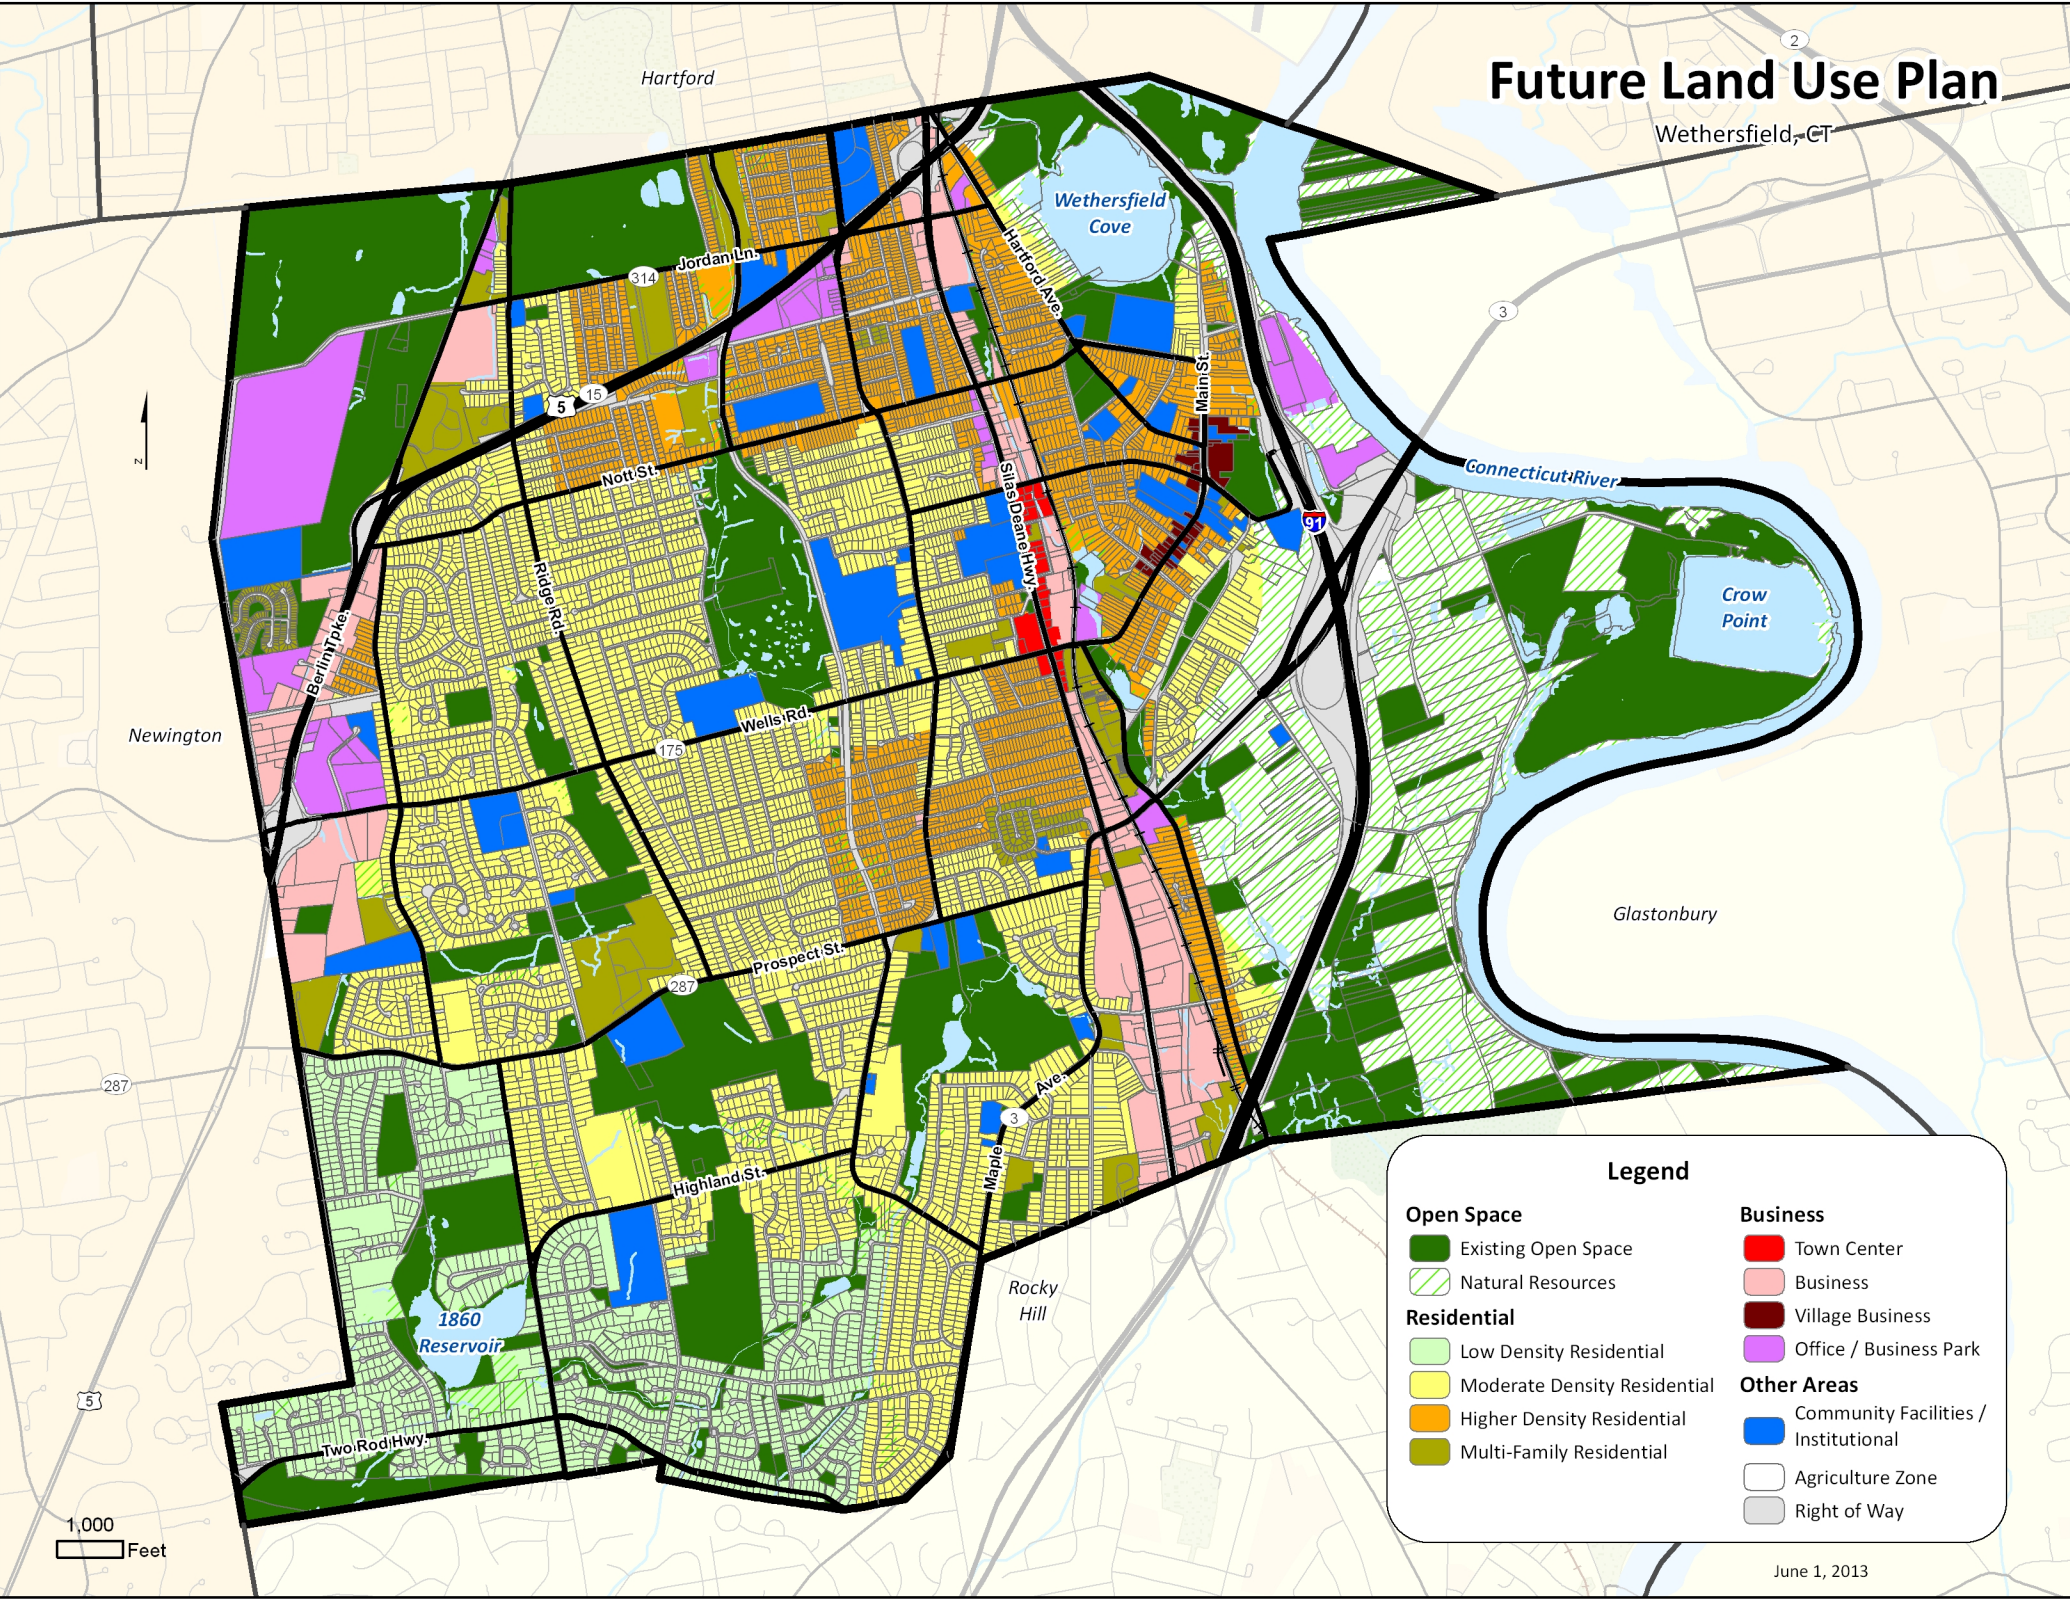 Future Land Use Plan
Wethersfield, CT
2
Hartford
Wethersfield
Cove
Jordan Ln.
314
Hartford Ave.
3
Main St.
15
5
N
Nott St.
Silas Deane Hwy.
Connecticut River
91
Ridge Rd.
Crow
Point
Berlin Tpke.
Newington
Wells Rd.
175
Glastonbury
Prospect St.
287
287
Maple
Ave.
3
Highland St.
Rocky
Hill
1860
Reservoir
5
Two Rod Hwy.
1,000
Feet
Legend
Open Space
Existing Open Space
Natural Resources
Residential
Low Density Residential
Moderate Density Residential
Higher Density Residential
Multi-Family Residential
Business
Town Center
Business
Village Business
Office / Business Park
Other Areas
Community Facilities /
Institutional
Agriculture Zone
Right of Way
June 1, 2013